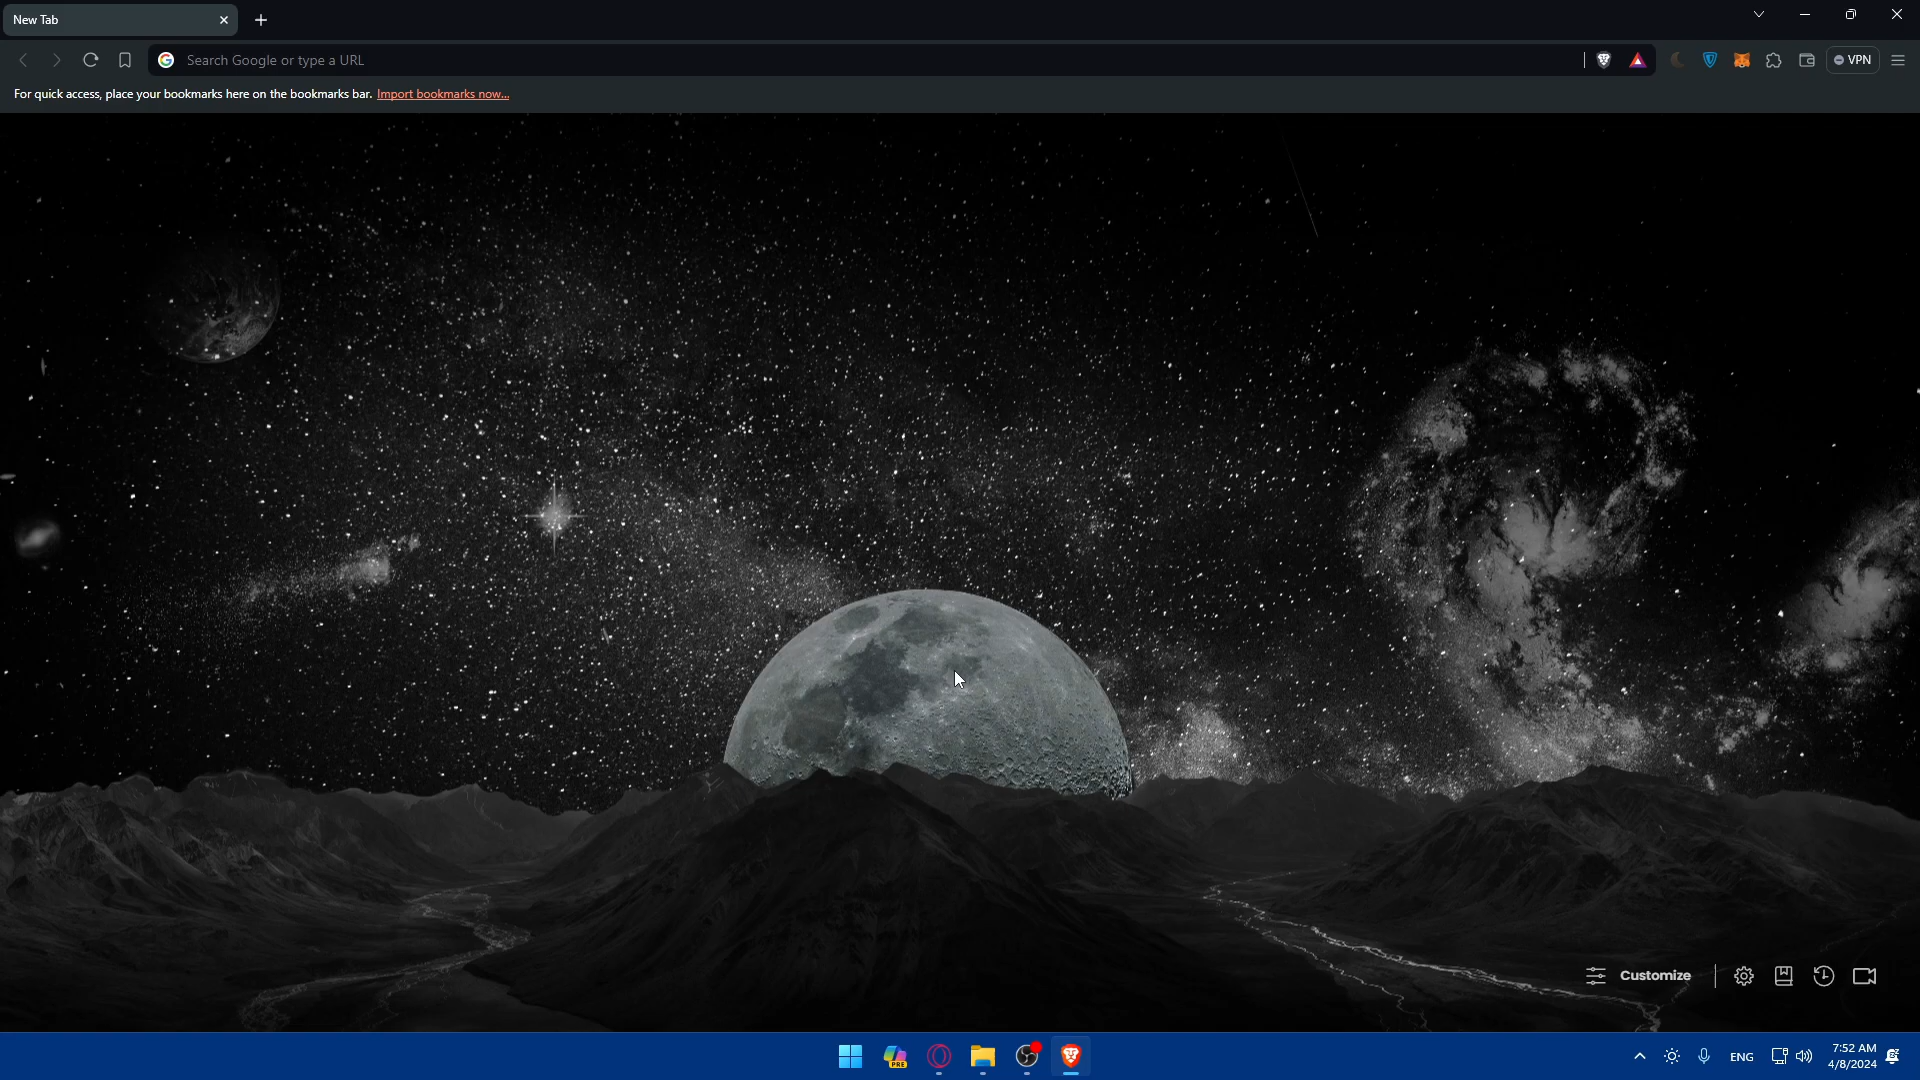 New Tab
Search Google or type a URL
VPN
For quick access, place your bookmarks here on the bookmarks bar. Import bookmarks now...
Customize
PRE
ENG
7:52 AM
4/8/2024